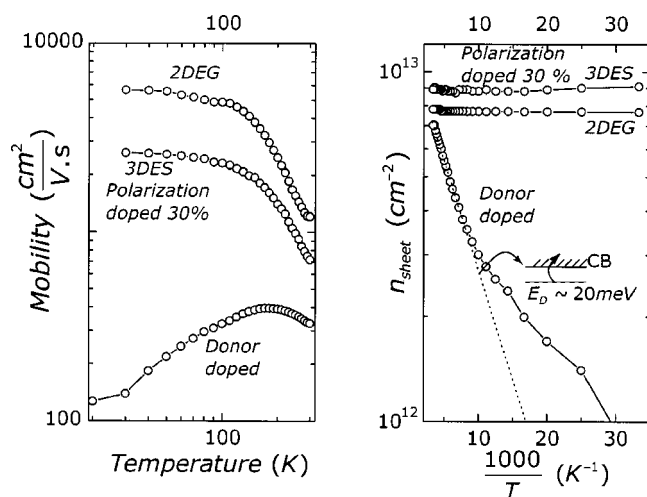 10000
2DEG
3DES
Polarization
doped 30%
Donor
doped
100
100
Mobility (cm²/V.s)
Temperature (K)
10 20 30
10¹³
Polarization
doped 30 %
3DES
2DEG
Donor
doped
CB
E_D ~ 20meV
n_sheet (cm⁻²)
10¹²
10 20 30
1000/T (K⁻¹)